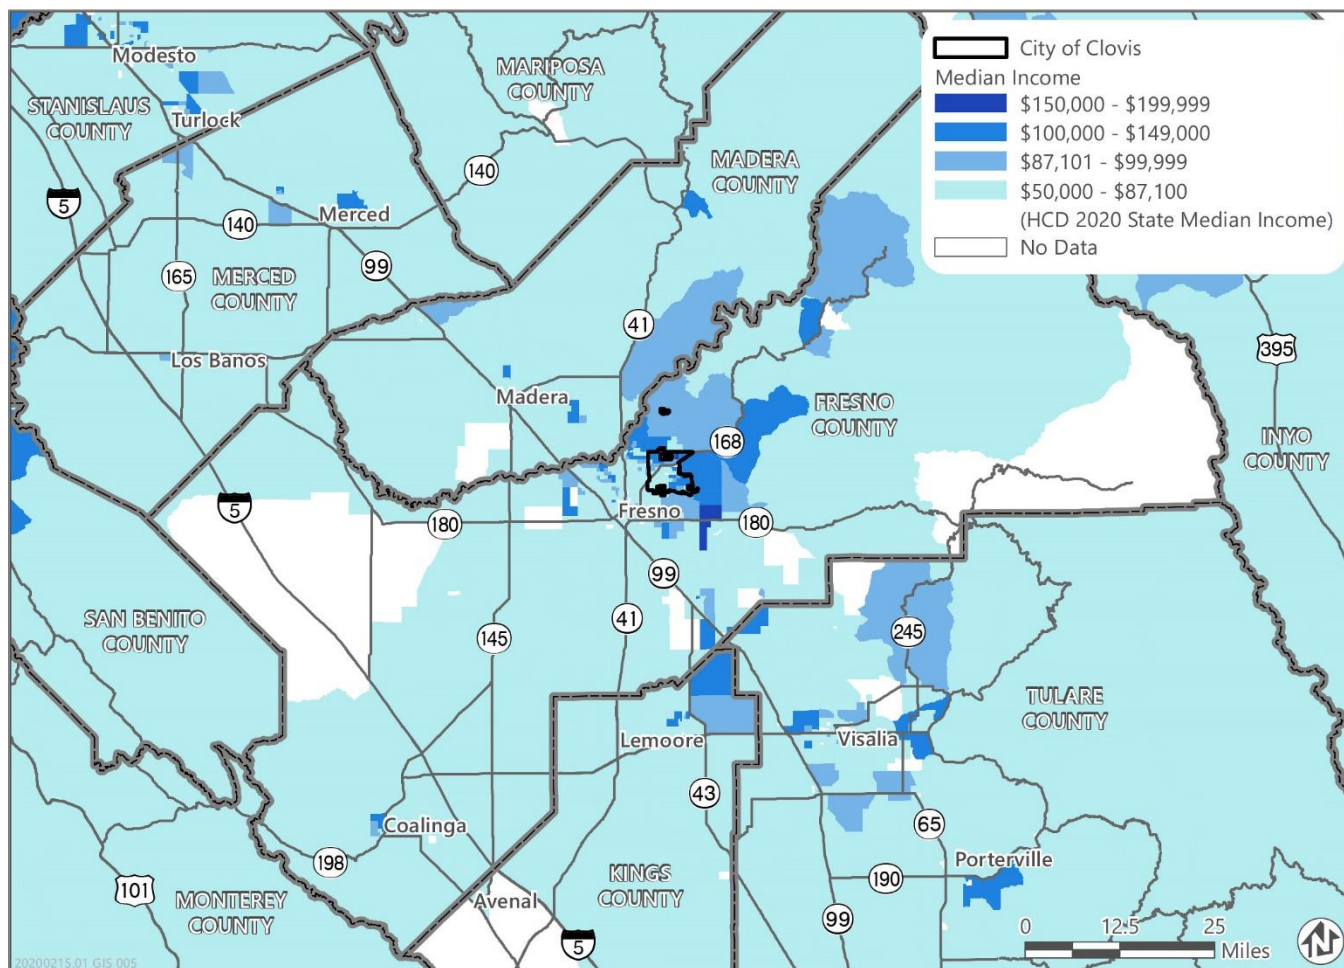 City of Clovis
Median Income
$150,000 - $199,999
$100,000 - $149,000
$87,101 - $99,999
$50,000 - $87,100
(HCD 2020 State Median Income)
No Data
Modesto
MARIPOSA
COUNTY
STANISLAUS
COUNTY
Turlock
MADERA
COUNTY
140
5
Merced
140
99
165
MERCED
COUNTY
41
395
Los Banos
Madera
FRESNO
COUNTY
168
INYO
COUNTY
5
180
Fresno
180
99
SAN BENITO
COUNTY
145
41
245
TULARE
COUNTY
Lemoore
Visalia
43
Coalinga
65
198
KINGS
COUNTY
Porterville
101
MONTEREY
COUNTY
190
Avenal
99
5
0 12.5 25
Miles
N
20200215.01 GIS 005